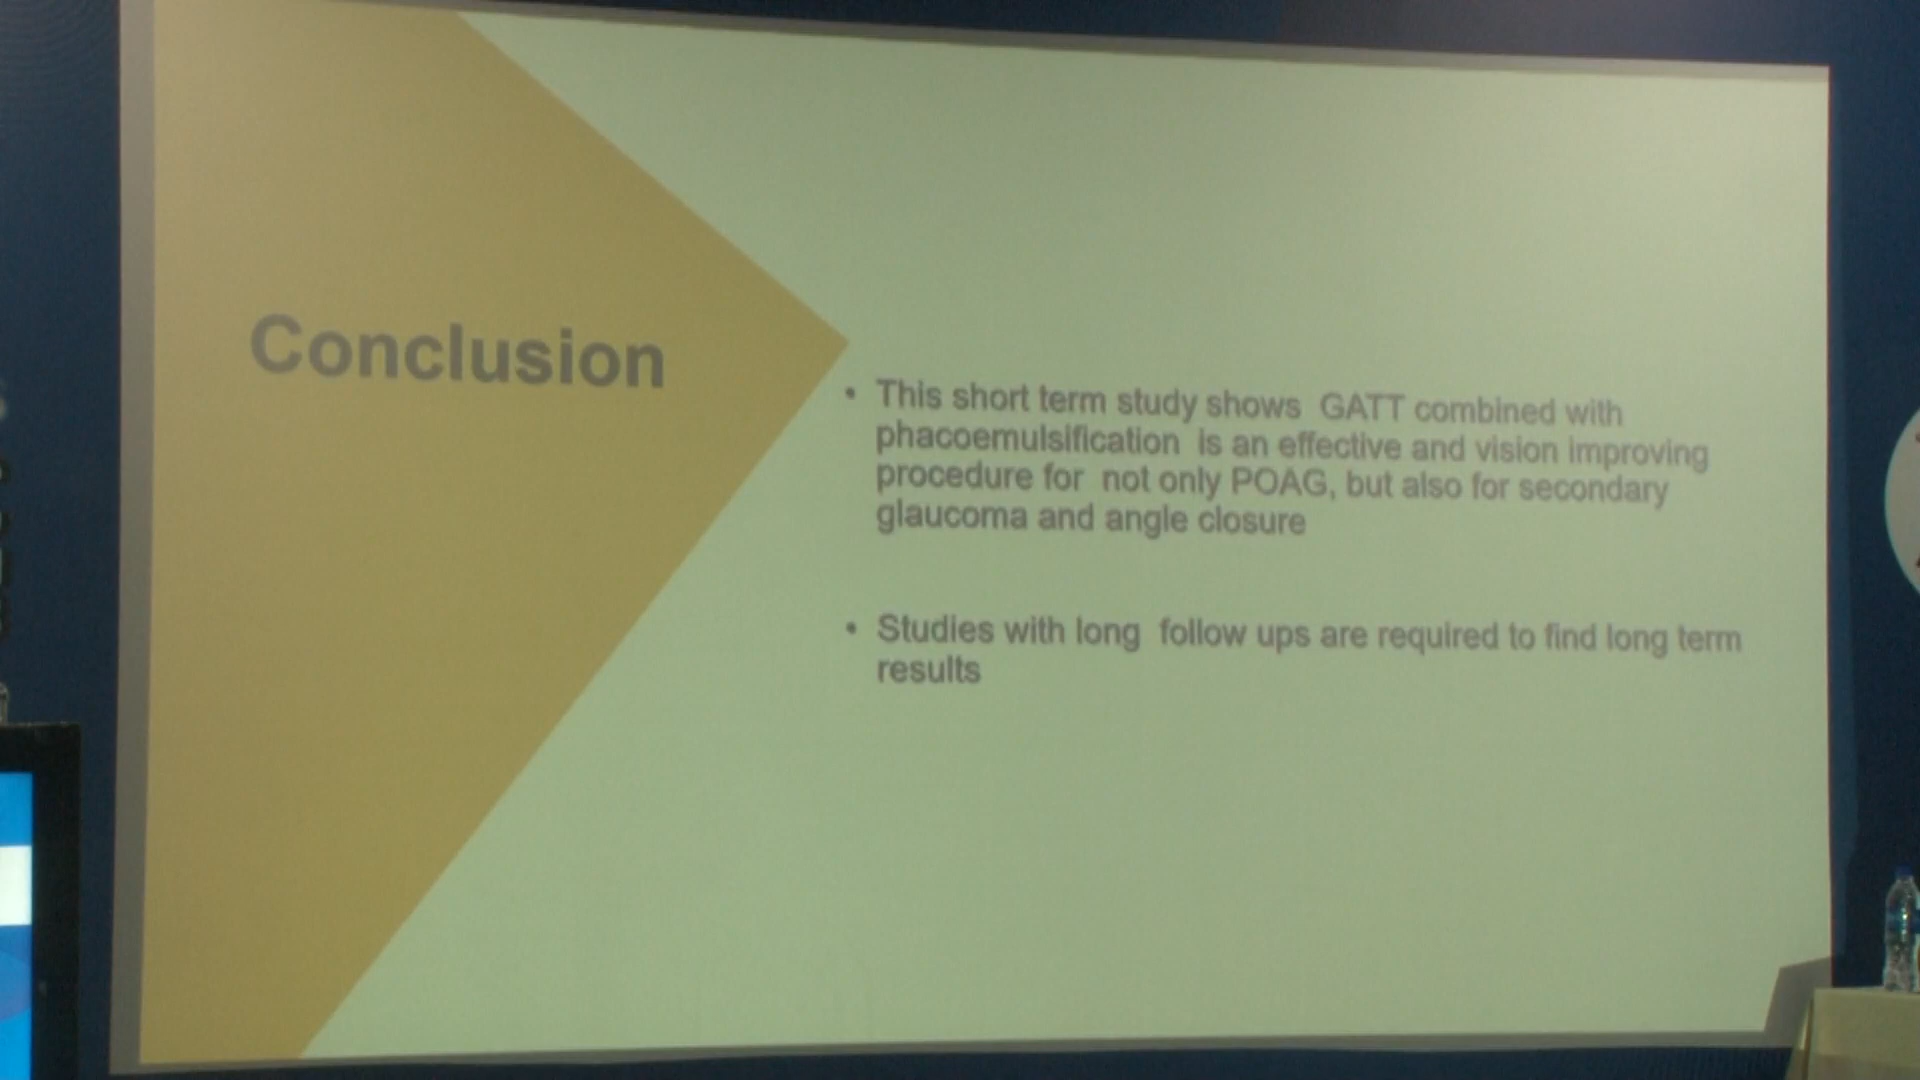 Conclusion
• This short term study shows GATT combined with
phacoemulsification is an effective and vision improving
procedure for not only POAG, but also for secondary
glaucoma and angle closure
• Studies with long follow ups are required to find long term
results